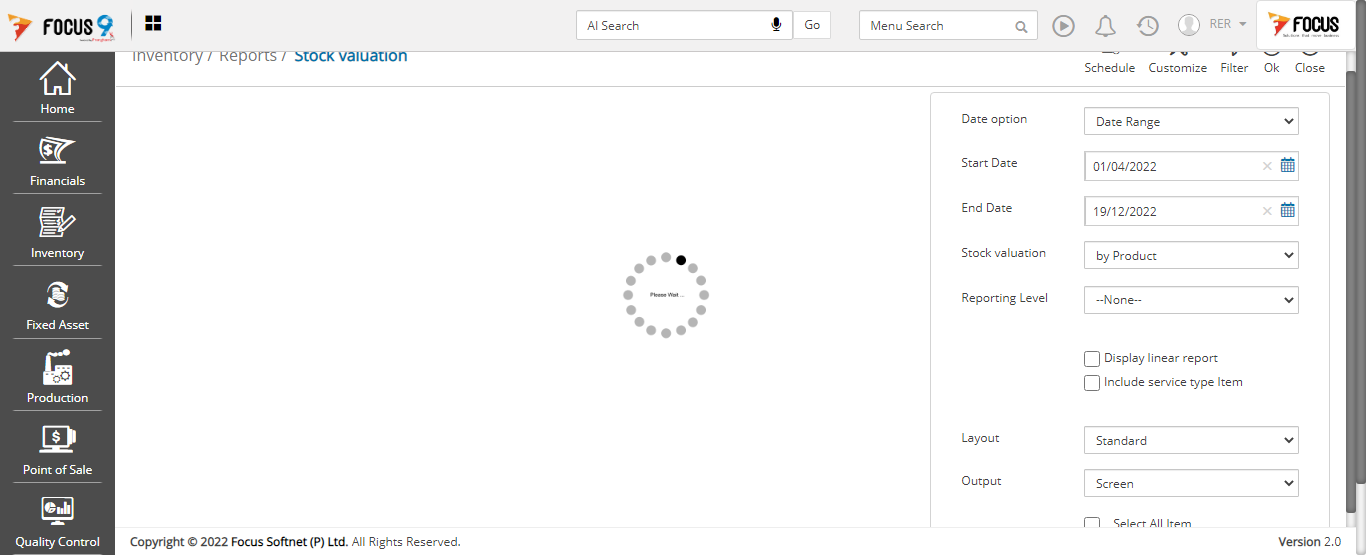 FOCUS 9
AI Search
Go
Menu Search
RER
FOCUS
Inventory / Reports / Stock valuation
Schedule Customize Filter Ok Close
Home
Financials
Inventory
Fixed Asset
Production
Point of Sale
Quality Control
Please Wait ...
Date option Date Range
Start Date 01/04/2022
End Date 19/12/2022
Stock valuation by Product
Reporting Level --None--
Display linear report
Include service type Item
Layout Standard
Output Screen
Select All Item
Copyright © 2022 Focus Softnet (P) Ltd. All Rights Reserved.
Version 2.0